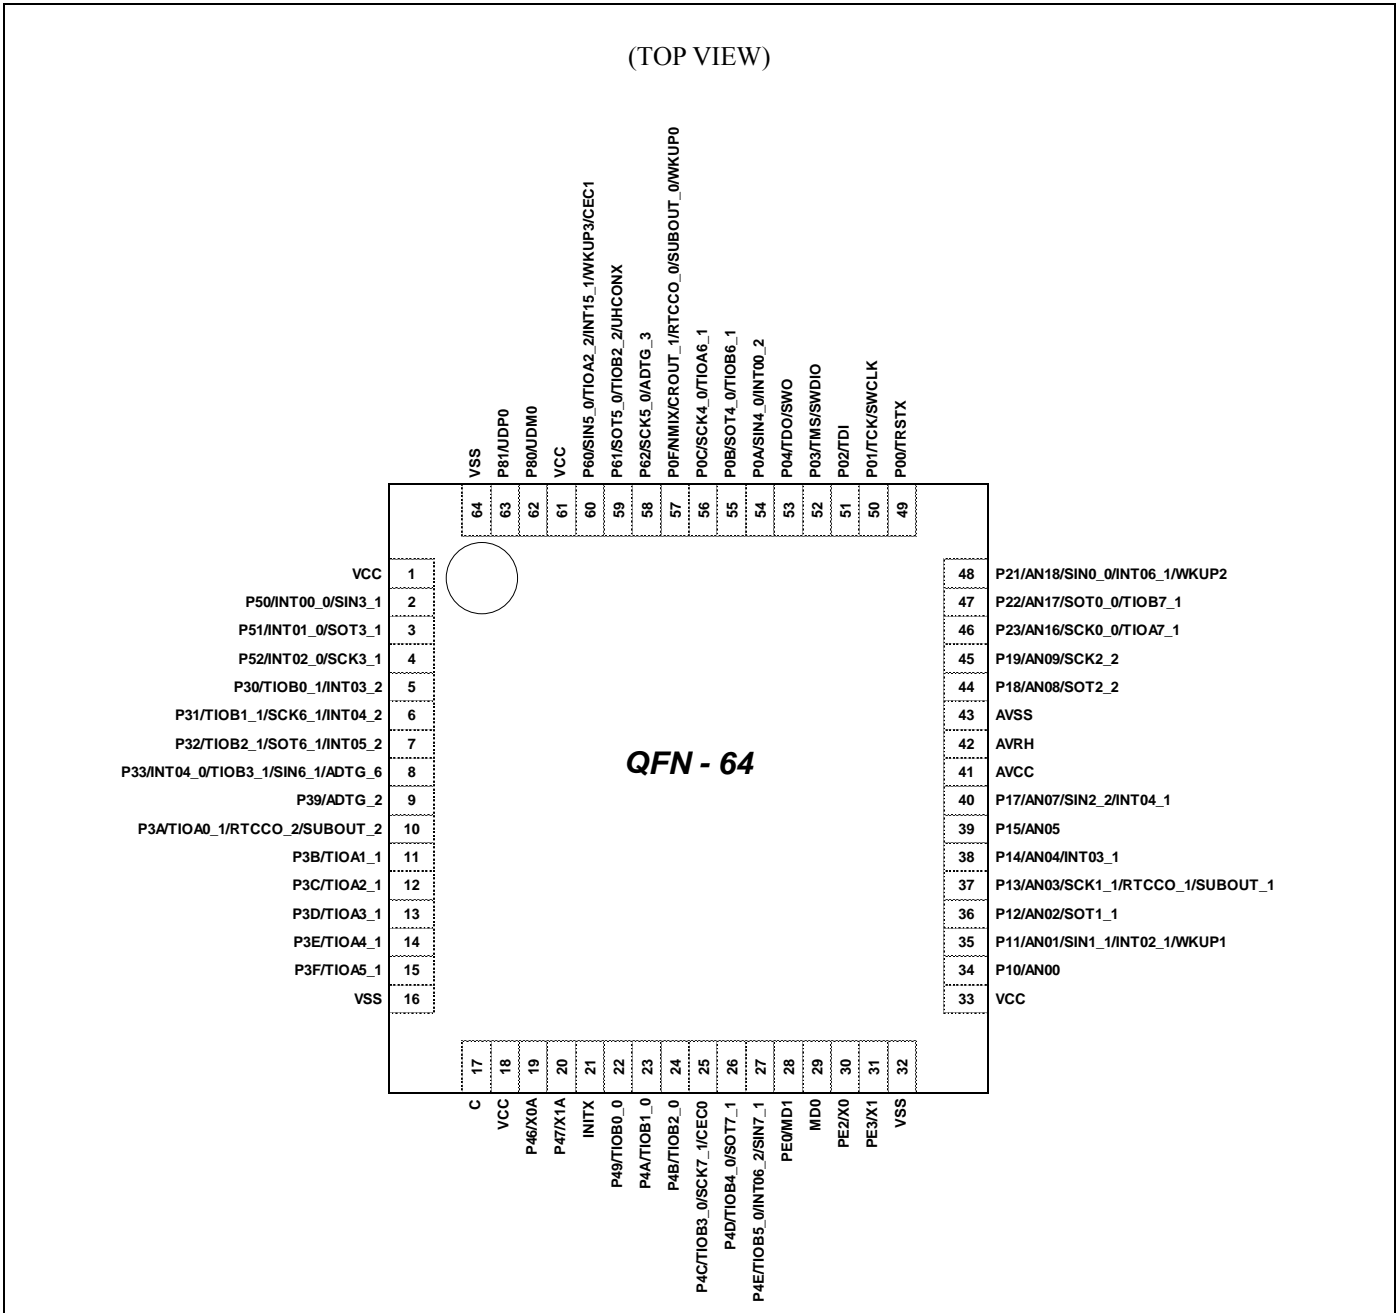 (TOP VIEW)
VSS
P81/UDP0
P80/UDM0
VCC
P60/SIN5_0/TIOA2_2/INT15_1/WKUP3/CEC1
P61/SOT5_0/TIOB2_2/UHCONX
P62/SCK5_0/ADTG_3
P0F/NMIX/CROUT_1/RTCCO_0/SUBOUT_0/WKUP0
P0C/SCK4_0/TIOA6_1
P0B/SOT4_0/TIOB6_1
P0A/SIN4_0/INT00_2
P04/TDO/SWO
P03/TMS/SWDIO
P02/TDI
P01/TCK/SWCLK
P00/TRSTX
64
63
62
61
60
59
58
57
56
55
54
53
52
51
50
49
VCC 1
P50/INT00_0/SIN3_1 2
P51/INT01_0/SOT3_1 3
P52/INT02_0/SCK3_1 4
P30/TIOB0_1/INT03_2 5
P31/TIOB1_1/SCK6_1/INT04_2 6
P32/TIOB2_1/SOT6_1/INT05_2 7
P33/INT04_0/TIOB3_1/SIN6_1/ADTG_6 8
P39/ADTG_2 9
P3A/TIOA0_1/RTCCO_2/SUBOUT_2 10
P3B/TIOA1_1 11
P3C/TIOA2_1 12
P3D/TIOA3_1 13
P3E/TIOA4_1 14
P3F/TIOA5_1 15
VSS 16
QFN - 64
48 P21/AN18/SIN0_0/INT06_1/WKUP2
47 P22/AN17/SOT0_0/TIOB7_1
46 P23/AN16/SCK0_0/TIOA7_1
45 P19/AN09/SCK2_2
44 P18/AN08/SOT2_2
43 AVSS
42 AVRH
41 AVCC
40 P17/AN07/SIN2_2/INT04_1
39 P15/AN05
38 P14/AN04/INT03_1
37 P13/AN03/SCK1_1/RTCCO_1/SUBOUT_1
36 P12/AN02/SOT1_1
35 P11/AN01/SIN1_1/INT02_1/WKUP1
34 P10/AN00
33 VCC
17
18
19
20
21
22
23
24
25
26
27
28
29
30
31
32
C
VCC
P46/X0A
P47/X1A
INITX
P49/TIOB0_0
P4A/TIOB1_0
P4B/TIOB2_0
P4C/TIOB3_0/SCK7_1/CEC0
P4D/TIOB4_0/SOT7_1
P4E/TIOB5_0/INT06_2/SIN7_1
PE0/MD1
MD0
PE2/X0
PE3/X1
VSS